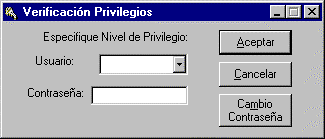 Verificación Privilegios
Especifique Nivel de Privilegio:
Usuario:
Contraseña:
Aceptar
Cancelar
Cambio
Contraseña